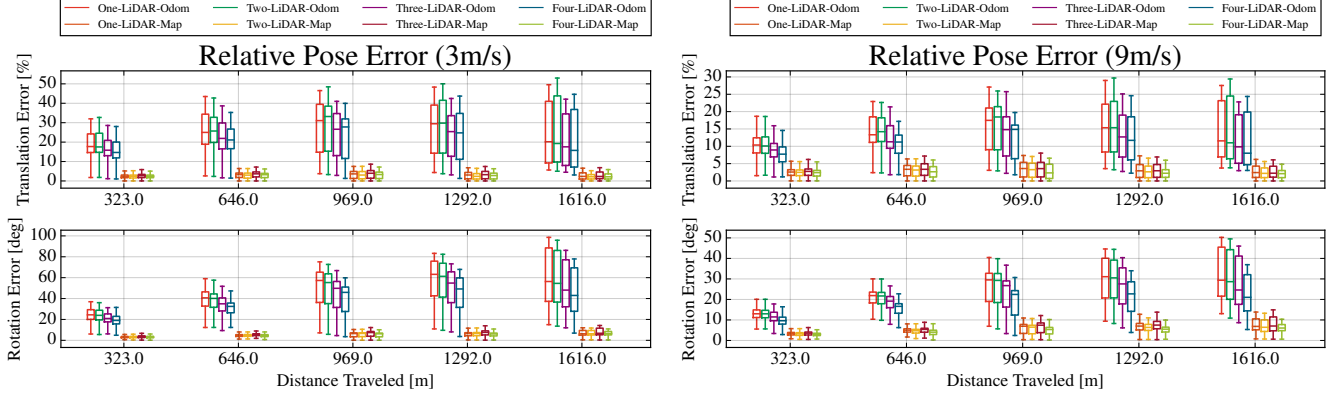 One-LiDAR-Odom Two-LiDAR-Odom Three-LiDAR-Odom Four-LiDAR-Odom
One-LiDAR-Map Two-LiDAR-Map Three-LiDAR-Map Four-LiDAR-Map
Relative Pose Error (3m/s)
Translation Error [%]
50
40
30
20
10
0
323.0 646.0 969.0 1292.0 1616.0
Rotation Error [deg]
100
80
60
40
20
0
323.0 646.0 969.0 1292.0 1616.0
Distance Traveled [m]
One-LiDAR-Odom Two-LiDAR-Odom Three-LiDAR-Odom Four-LiDAR-Odom
One-LiDAR-Map Two-LiDAR-Map Three-LiDAR-Map Four-LiDAR-Map
Relative Pose Error (9m/s)
Translation Error [%]
30
25
20
15
10
5
0
323.0 646.0 969.0 1292.0 1616.0
Rotation Error [deg]
50
40
30
20
10
0
323.0 646.0 969.0 1292.0 1616.0
Distance Traveled [m]